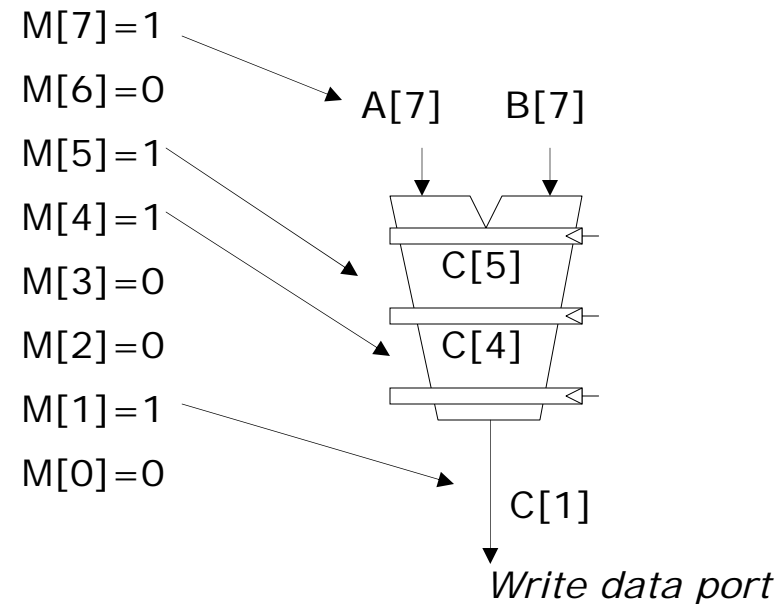 M[7]=1
M[6]=0
A[7] B[7]
M[5]=1
M[4]=1
C[5]
M[3]=0
M[2]=0
C[4]
M[1]=1
M[0]=0
C[1]
Write data port